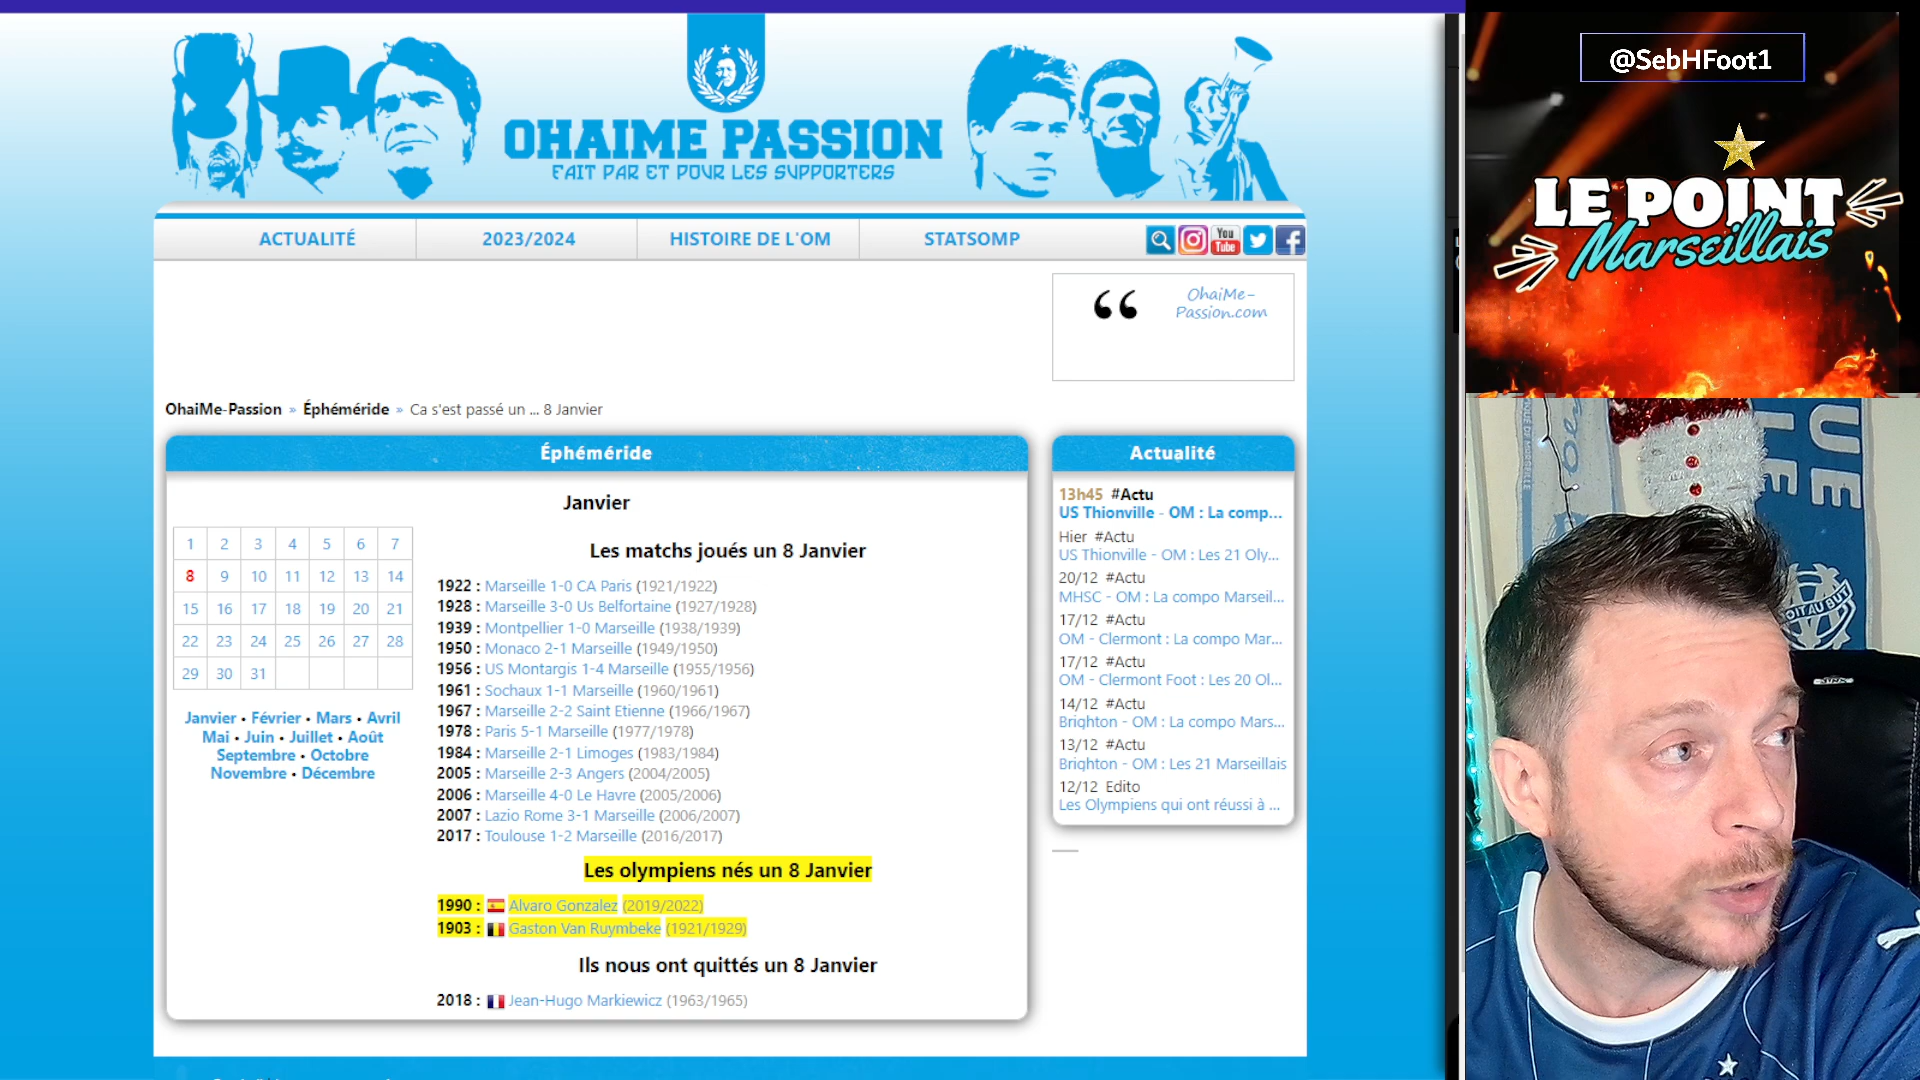 OHAIME PASSION
FAIT PAR ET POUR LES SUPPORTERS
ACTUALITÉ
2023/2024
HISTOIRE DE L'OM
STATSOMP
You
Tube
OhaiMe-
Passion.com
OhaiMe-Passion » Éphéméride » Ca s'est passé un ... 8 Janvier
Éphéméride
Janvier
1 2 3 4 5 6 7
8 9 10 11 12 13 14
15 16 17 18 19 20 21
22 23 24 25 26 27 28
29 30 31
Janvier • Février • Mars • Avril
Mai • Juin • Juillet • Août
Septembre • Octobre
Novembre • Décembre
Les matchs joués un 8 Janvier
1922 : Marseille 1-0 CA Paris (1921/1922)
1928 : Marseille 3-0 Us Belfortaine (1927/1928)
1939 : Montpellier 1-0 Marseille (1938/1939)
1950 : Monaco 2-1 Marseille (1949/1950)
1956 : US Montargis 1-4 Marseille (1955/1956)
1961 : Sochaux 1-1 Marseille (1960/1961)
1967 : Marseille 2-2 Saint Etienne (1966/1967)
1978 : Paris 5-1 Marseille (1977/1978)
1984 : Marseille 2-1 Limoges (1983/1984)
2005 : Marseille 2-3 Angers (2004/2005)
2006 : Marseille 4-0 Le Havre (2005/2006)
2007 : Lazio Rome 3-1 Marseille (2006/2007)
2017 : Toulouse 1-2 Marseille (2016/2017)
Les olympiens nés un 8 Janvier
1990 : Alvaro Gonzalez (2019/2022)
1903 : Gaston Van Ruymbeke (1921/1929)
Ils nous ont quittés un 8 Janvier
2018 : Jean-Hugo Markiewicz (1963/1965)
Actualité
13h45 #Actu
US Thionville - OM : La comp...
Hier #Actu
US Thionville - OM : Les 21 Oly...
20/12 #Actu
MHSC - OM : La compo Marseil...
17/12 #Actu
OM - Clermont : La compo Mar...
17/12 #Actu
OM - Clermont Foot : Les 20 Ol...
14/12 #Actu
Brighton - OM : La compo Mars...
13/12 #Actu
Brighton - OM : Les 21 Marseillais
12/12 Edito
Les Olympiens qui ont réussi à ...
@SebHFoot1
LE POINT
Marseillais
UE
LE
DROIT AU BUT